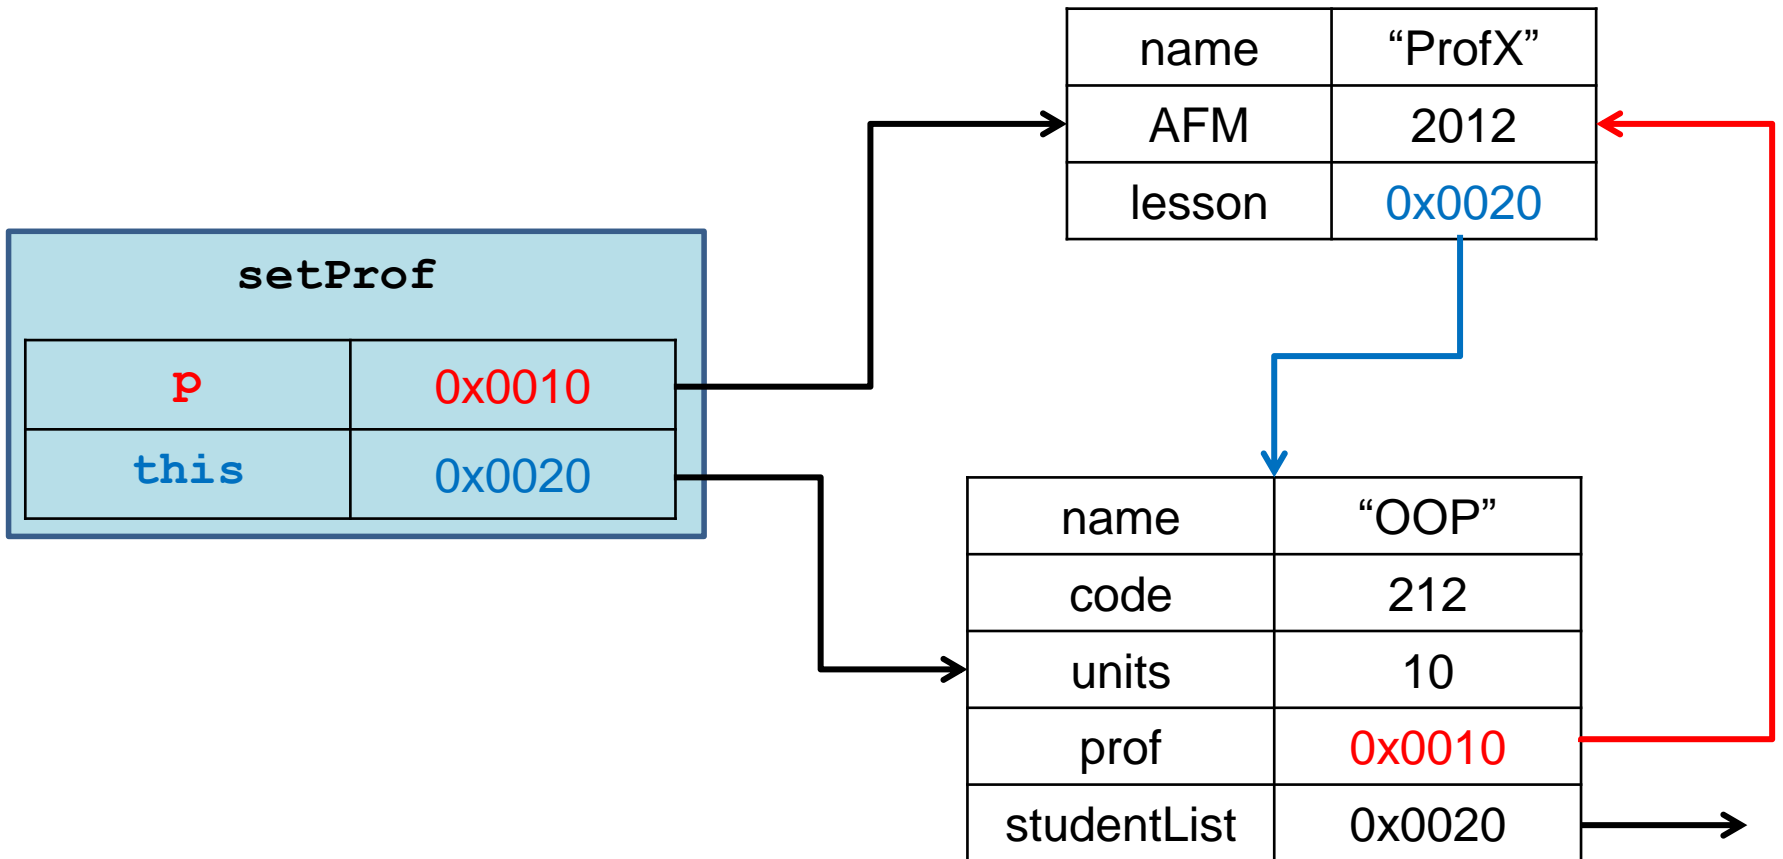 name “ProfX”
AFM 2012
lesson 0x0020
setProf
p 0x0010
this 0x0020
name “OOP”
code 212
units 10
prof 0x0010
studentList 0x0020